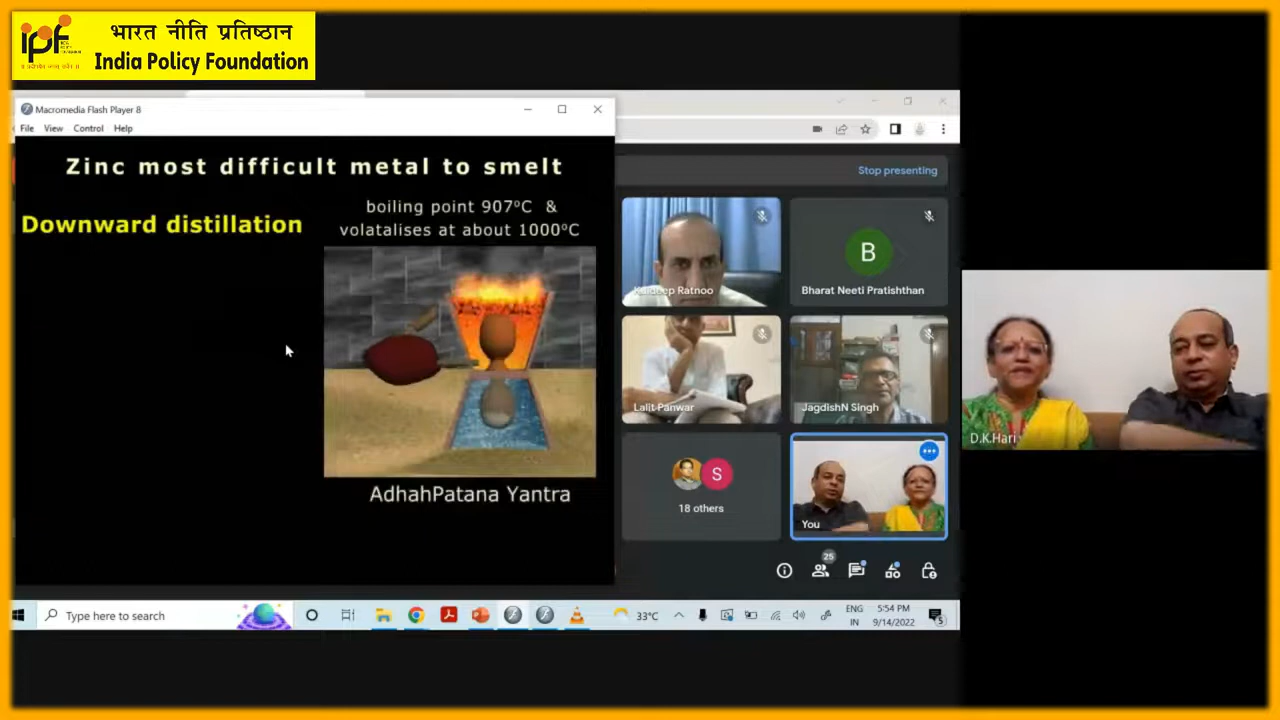 ipf
भारत नीति प्रतिष्ठान
India Policy Foundation
Macromedia Flash Player 8
File View Control Help
Zinc most difficult metal to smelt
Downward distillation
boiling point 907°C &
volatalises at about 1000°C
AdhahPatana Yantra
Stop presenting
Kuldeep Ratnoo
B
Bharat Neeti Pratishthan
Lalit Panwar
JagdishN Singh
S
18 others
You
25
D.K.Hari
Type here to search
33°C
ENG
IN
5:54 PM
9/14/2022
5